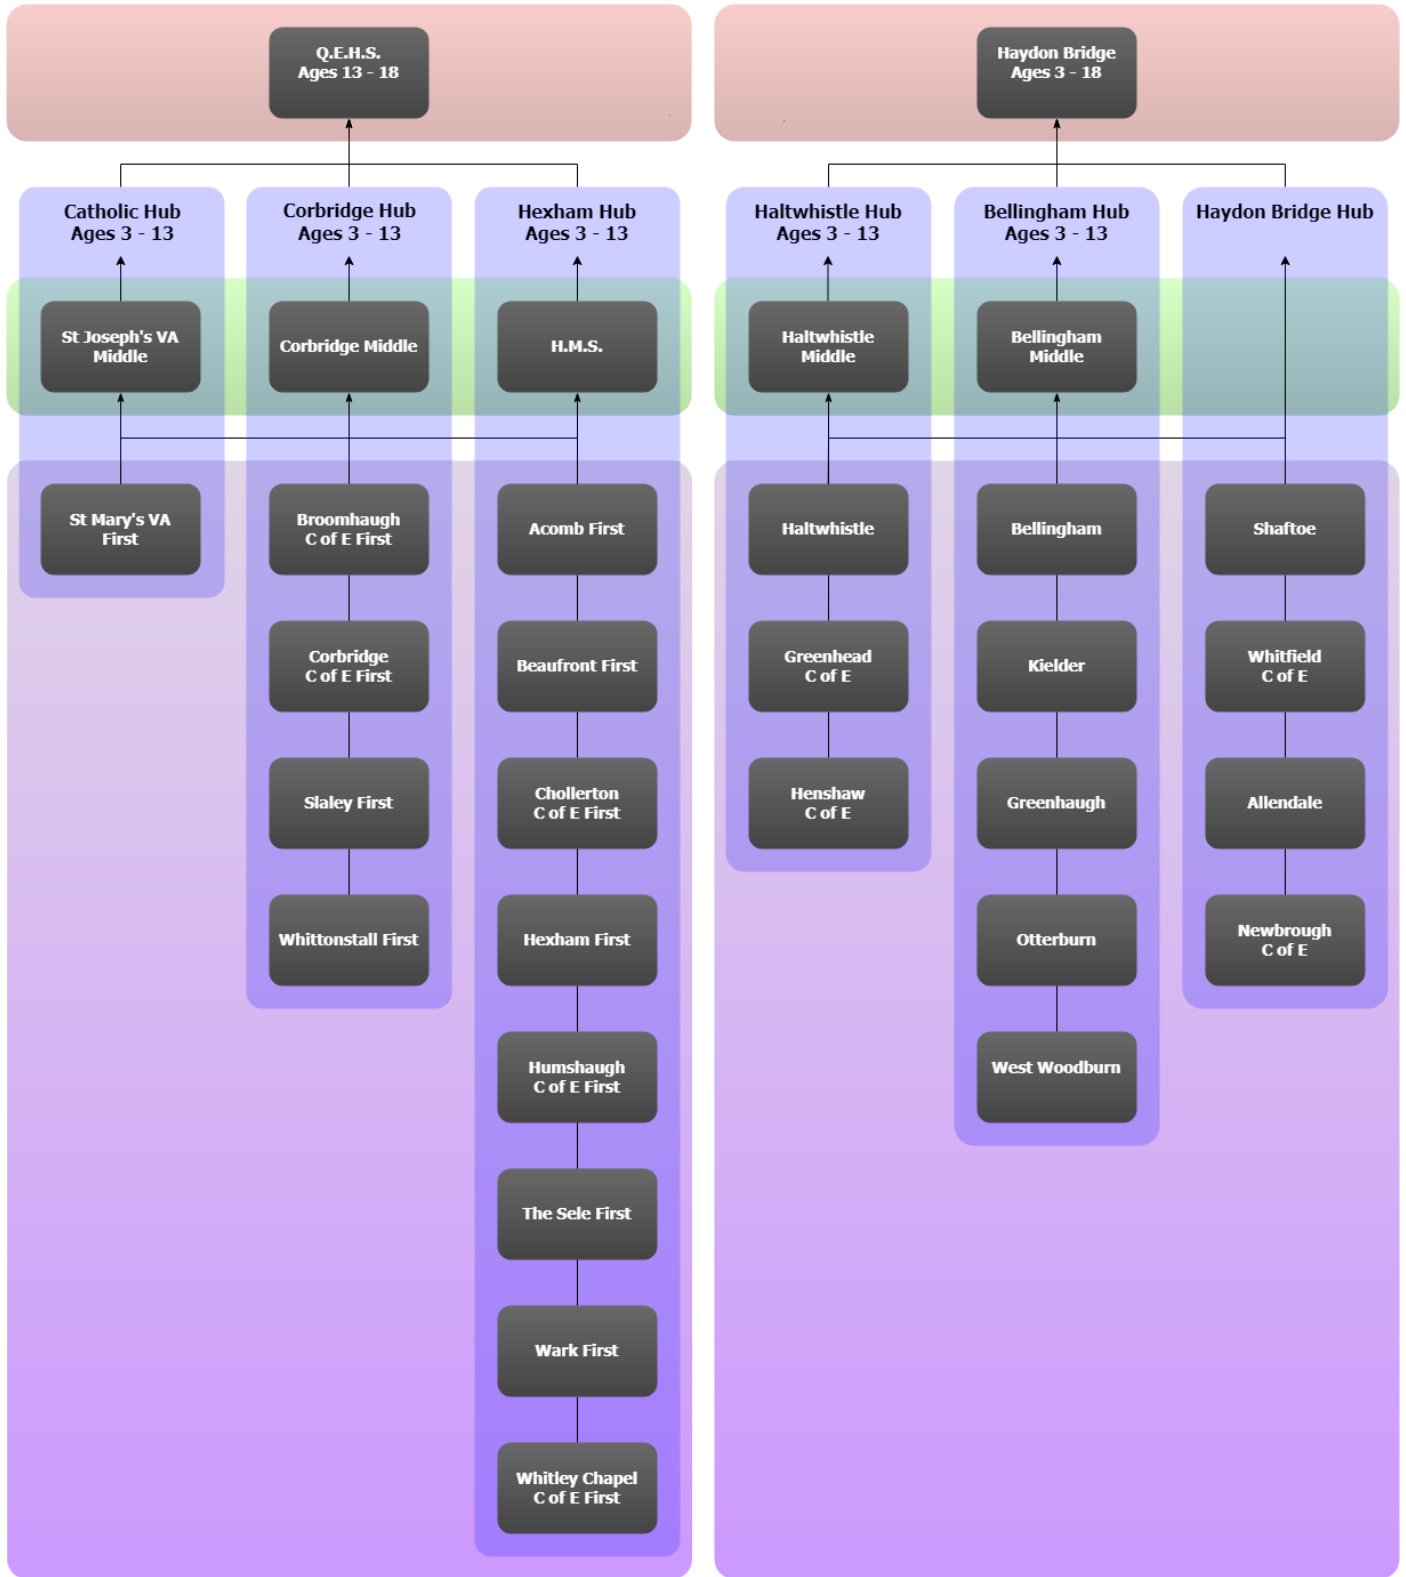 Q.E.H.S.
Ages 13 - 18
Haydon Bridge
Ages 3 - 18
Catholic Hub
Ages 3 - 13
Corbridge Hub
Ages 3 - 13
Hexham Hub
Ages 3 - 13
Haltwhistle Hub
Ages 3 - 13
Bellingham Hub
Ages 3 - 13
Haydon Bridge Hub
St Joseph's VA
Middle
Corbridge Middle
H.M.S.
Haltwhistle
Middle
Bellingham
Middle
St Mary's VA
First
Broomhaugh
C of E First
Acomb First
Haltwhistle
Bellingham
Shaftoe
Corbridge
C of E First
Beaufront First
Greenhead
C of E
Kielder
Whitfield
C of E
Slaley First
Chollerton
C of E First
Henshaw
C of E
Greenhaugh
Allendale
Whittonstall First
Hexham First
Otterburn
Newbrough
C of E
Humshaugh
C of E First
West Woodburn
The Sele First
Wark First
Whitley Chapel
C of E First